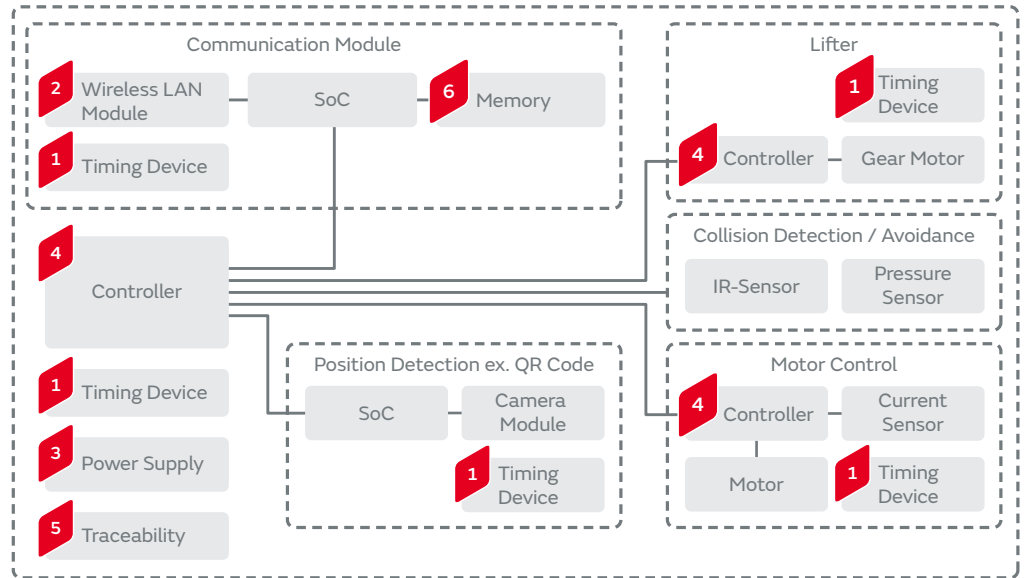 Communication Module
2
Wireless LAN
Module
SoC
6
Memory
1
Timing Device
4
Controller
1
Timing Device
3
Power Supply
5
Traceability
Position Detection ex. QR Code
SoC
Camera
Module
1
Timing
Device
Lifter
1
Timing
Device
4
Controller
Gear Motor
Collision Detection / Avoidance
IR-Sensor
Pressure
Sensor
Motor Control
4
Controller
Current
Sensor
Motor
1
Timing
Device